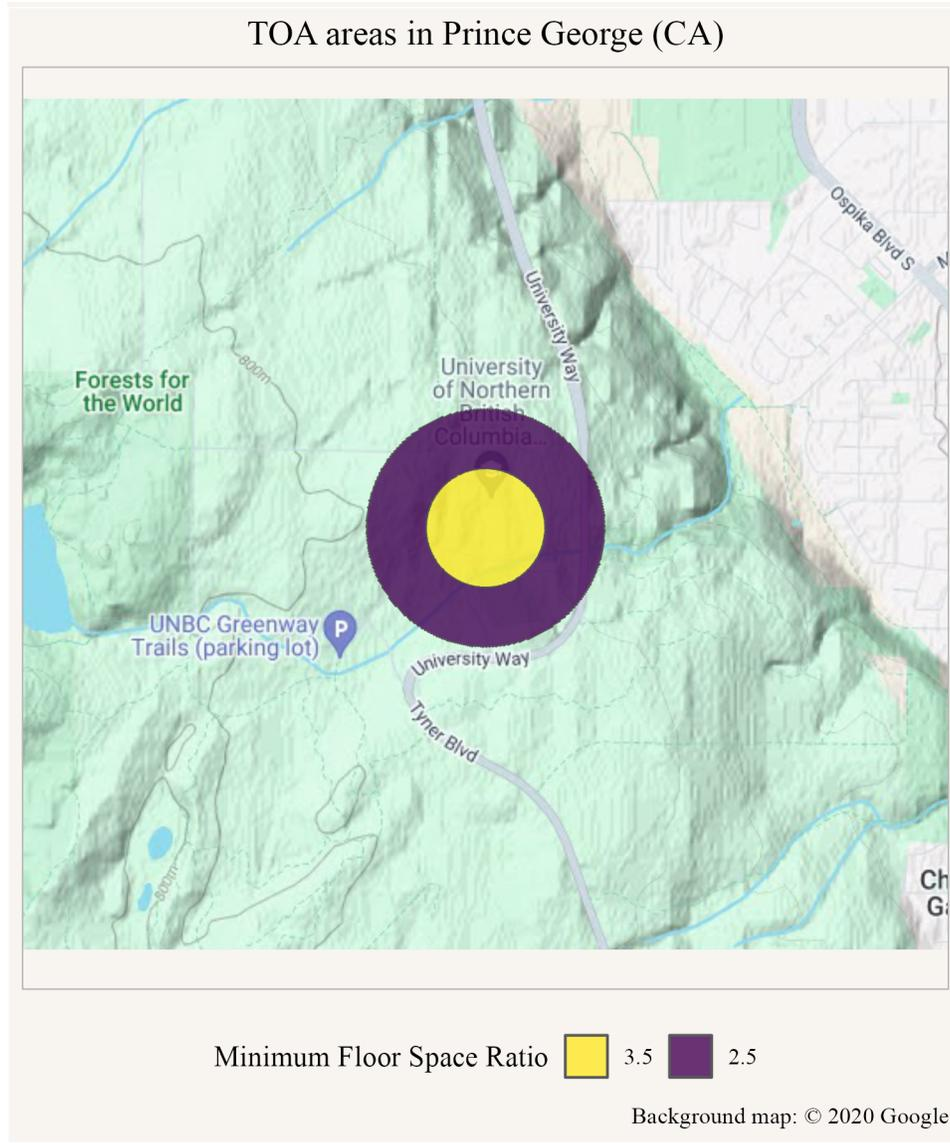 TOA areas in Prince George (CA)
Ospika Blvd S
University Way
800m
University
of Northern
British
Columbia...
Forests for
the World
UNBC Greenway
Trails (parking lot)
P
University Way
Tyner Blvd
800m
Ch
Ga
Minimum Floor Space Ratio 3.5 2.5
Background map: © 2020 Google